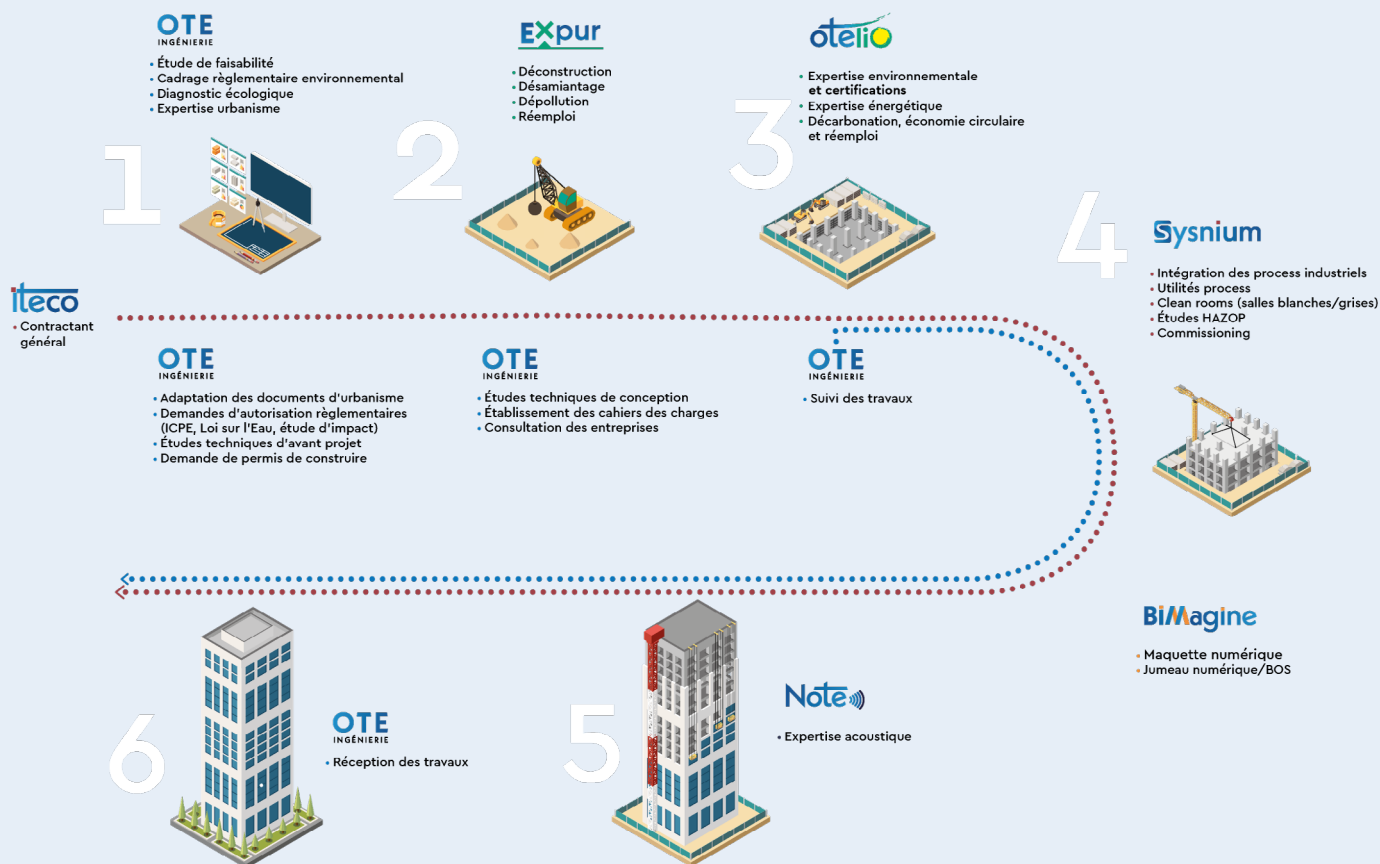 OTE
INGÉNIERIE
• Étude de faisabilité
• Cadrage règlementaire environnemental
• Diagnostic écologique
• Expertise urbanisme
1
EXpur
• Déconstruction
• Désamiantage
• Dépollution
• Réemploi
2
otelio
• Expertise environnementale
et certifications
• Expertise énergétique
• Décarbonation, économie circulaire
et réemploi
3
4
Sysnium
• Intégration des process industriels
• Utilités process
• Clean rooms (salles blanches/grises)
• Études HAZOP
• Commissioning
iteco
• Contractant
général
OTE
INGÉNIERIE
• Adaptation des documents d'urbanisme
• Demandes d'autorisation règlementaires
(ICPE, Loi sur l'Eau, étude d'impact)
• Études techniques d'avant projet
• Demande de permis de construire
OTE
INGÉNIERIE
• Études techniques de conception
• Établissement des cahiers des charges
• Consultation des entreprises
OTE
INGÉNIERIE
• Suivi des travaux
BiMagine
• Maquette numérique
• Jumeau numérique/BOS
5
Note
• Expertise acoustique
6
OTE
INGÉNIERIE
• Réception des travaux